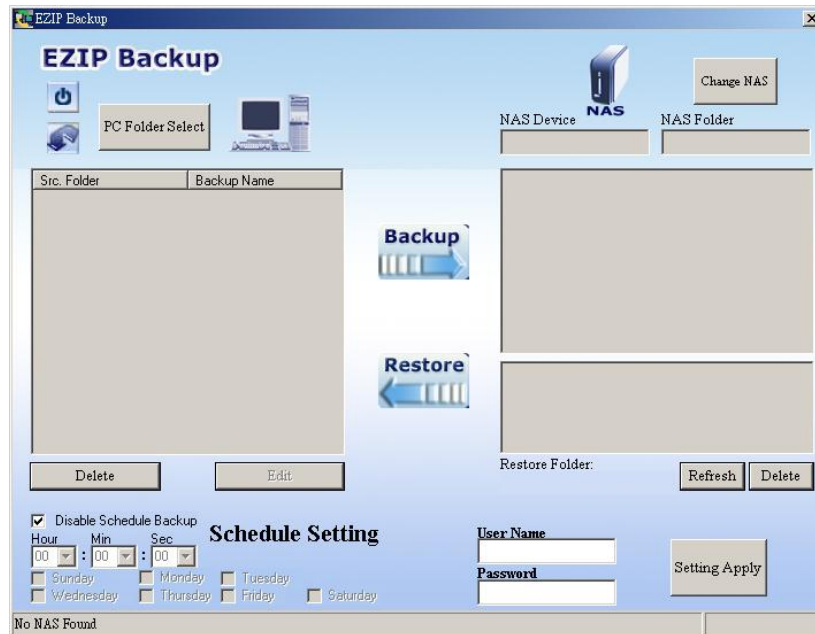 EZIP Backup
EZIP Backup
PC Folder Select
j
NAS
Change NAS
NAS Device
NAS Folder
Src. Folder
Backup Name
Backup
Restore
Restore Folder:
Delete
Edit
Refresh
Delete
Disable Schedule Backup
Hour Min Sec
00 : 00 : 00
Schedule Setting
Sunday Monday Tuesday
Wednesday Thursday Friday Saturday
User Name
Password
Setting Apply
No NAS Found